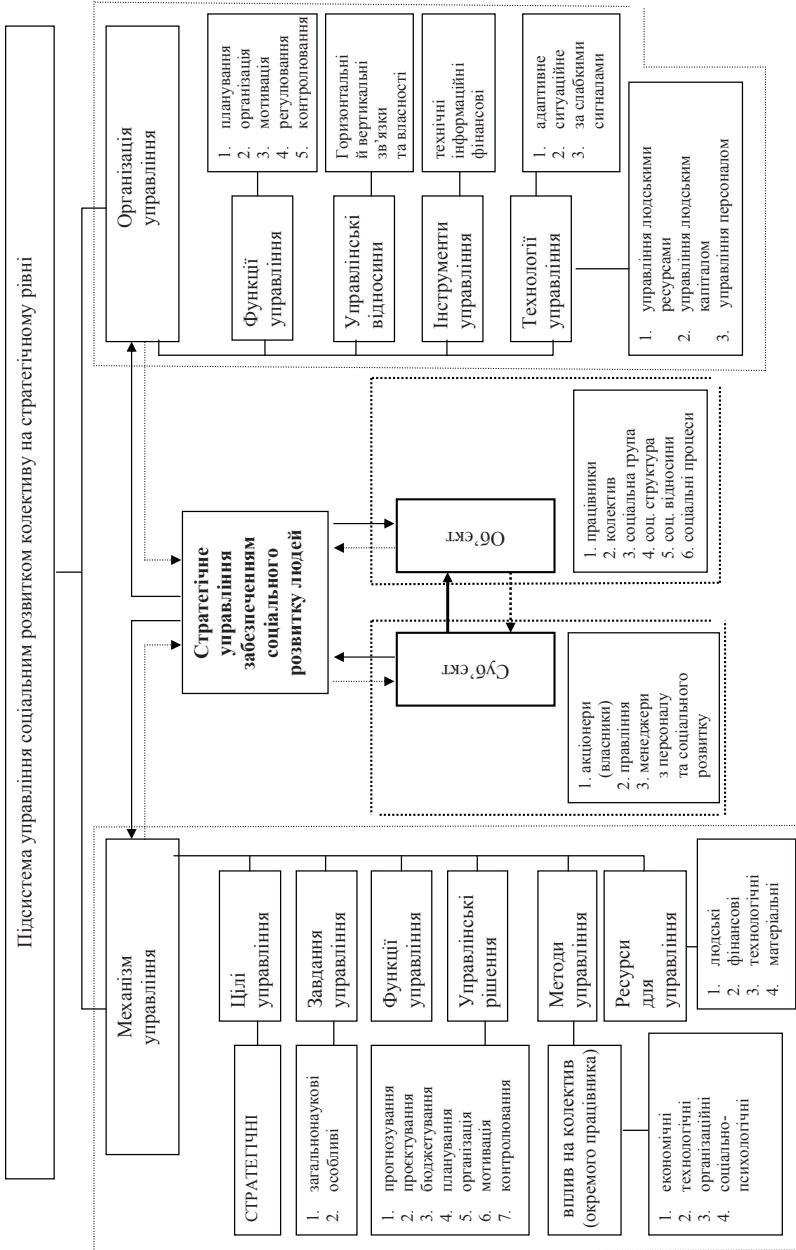 Підсистема управління соціальним розвитком колективу на стратегічному рівні
Механізм
управління
Цілі
управління
СТРАТЕГІЧНІ
Завдання
управління
1. загальнонаукові
2. особливі
Функції
управління
Управлінські
рішення
1. прогнозування
2. проєктування
3. бюджетування
4. планування
5. організація
6. мотивація
7. контролювання
Методи
управління
вплив на колектив
(окремого працівника)
1. економічні
2. технологічні
3. організаційні
4. соціально-
психологічні
Ресурси
для
управління
1. людські
2. фінансові
3. технологічні
4. матеріальні
Стратегічне
управління
забезпеченням
соціального
розвитку людей
Суб’єкт
1. акціонери
(власники)
2. правління
3. менеджери
з персоналу
та соціального
розвитку
Об’єкт
1. працівники
2. колектив
3. соціальна група
4. соц. структура
5. соц. відносини
6. соціальні процеси
Організація
управління
Функції
управління
1. планування
2. організація
3. мотивація
4. регулювання
5. контролювання
Управлінські
відносини
Горизонтальні
й вертикальні
зв’язки
та власності
Інструменти
управління
технічні
інформаційні
фінансові
Технології
управління
1. адаптивне
2. ситуаційне
3. за слабкими
сигналами
1. управління людськими
ресурсами
2. управління людським
капіталом
3. управління персоналом